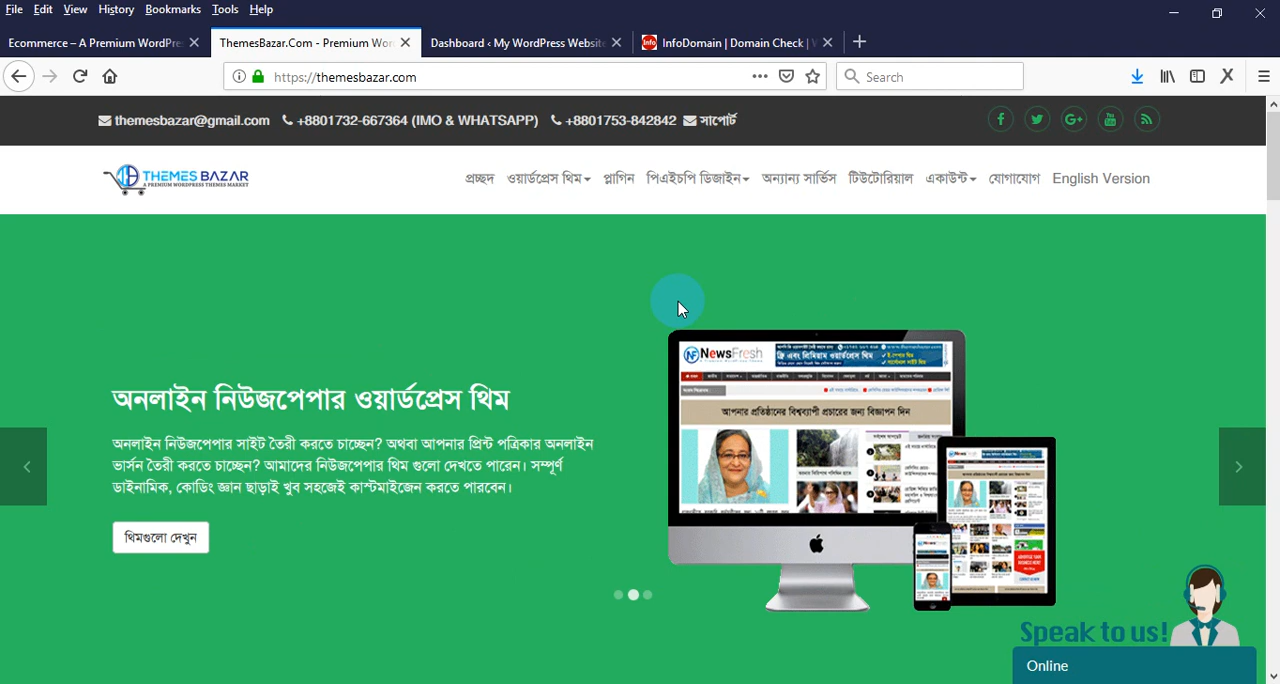 File Edit View History Bookmarks Tools Help
Ecommerce – A Premium WordPre
ThemesBazar.Com - Premium Wor
Dashboard ‹ My WordPress Website
InfoDomain | Domain Check | W
https://themesbazar.com
Search
themesbazar@gmail.com +8801732-667364 (IMO & WHATSAPP) +8801753-842842 সাপোর্ট
THEMES BAZAR
A PREMIUM WORDPRESS THEMES MARKET
প্রচ্ছদ ওয়ার্ডপ্রেস থিম প্লাগিন পিএইচপি ডিজাইন অন্যান্য সার্ভিস টিউটোরিয়াল একাউন্ট যোগাযোগ English Version
NewsFresh
আপনার প্রতিষ্ঠানের বিশ্বব্যাপী প্রচারের জন্য বিজ্ঞাপন দিন
অনলাইন নিউজপেপার ওয়ার্ডপ্রেস থিম
অনলাইন নিউজপেপার সাইট তৈরী করতে চাচ্ছেন? অথবা আপনার প্রিন্ট পত্রিকার অনলাইন
ভার্সন তৈরী করতে চাচ্ছেন? আমাদের নিউজপেপার থিম গুলো দেখতে পারেন। সম্পূর্ণ
ডাইনামিক, কোডিং জ্ঞান ছাড়াই খুব সহজেই কাস্টমাইজেন করতে পারবেন।
থিমগুলো দেখুন
Speak to us!
Online